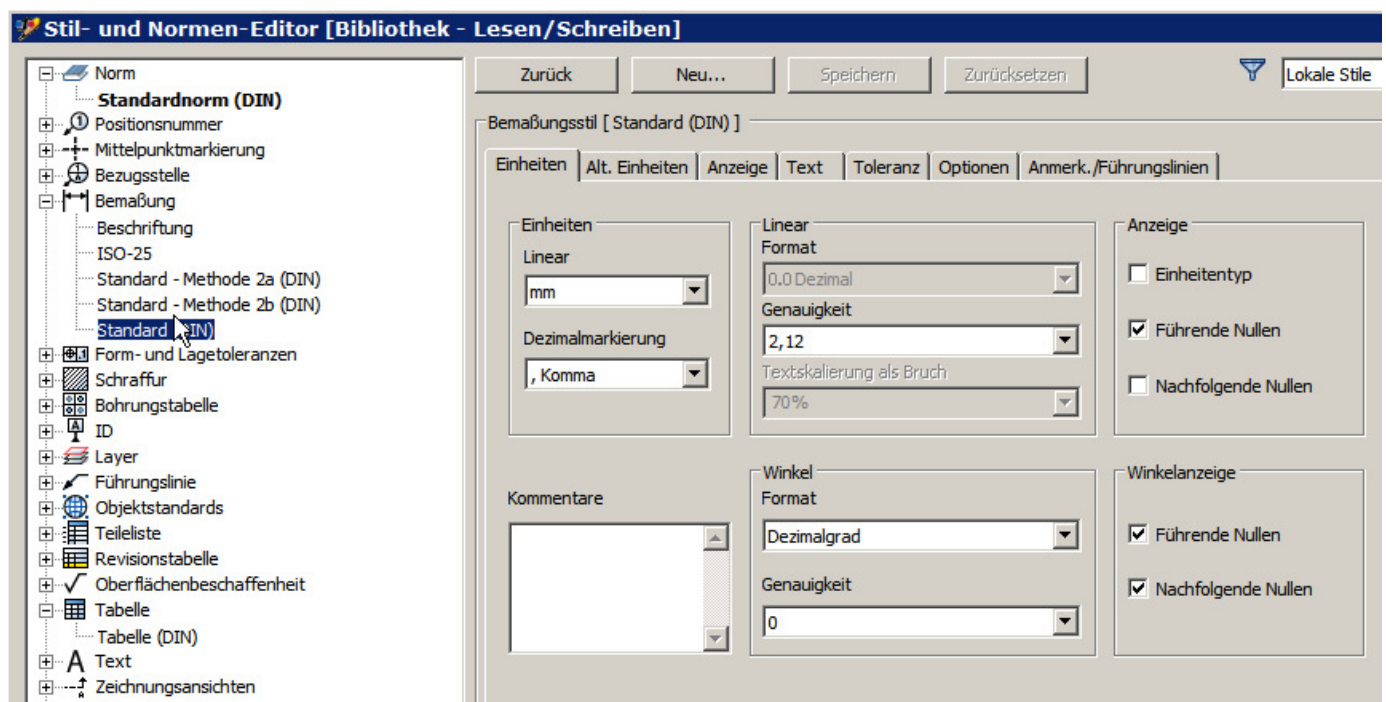 Stil- und Normen-Editor [Bibliothek - Lesen/Schreiben]
Norm
Standardnorm (DIN)
Positionsnummer
Mittelpunktmarkierung
Bezugsstelle
Bemaßung
Beschriftung
ISO-25
Standard - Methode 2a (DIN)
Standard - Methode 2b (DIN)
Standard (DIN)
Form- und Lagetoleranzen
Schraffur
Bohrungstabelle
ID
Layer
Führungslinie
Objektstandards
Teileliste
Revisionstabelle
Oberflächenbeschaffenheit
Tabelle
Tabelle (DIN)
Text
Zeichnungsansichten
Zurück Neu... Speichern Zurücksetzen Lokale Stile
Bemaßungsstil [ Standard (DIN) ]
Einheiten Alt. Einheiten Anzeige Text Toleranz Optionen Anmerk./Führungslinien
Einheiten
Linear
mm
Dezimalmarkierung
, Komma
Linear
Format
0.0 Dezimal
Genauigkeit
2,12
Textskalierung als Bruch
70%
Anzeige
Einheitentyp
Führende Nullen
Nachfolgende Nullen
Kommentare
Winkel
Format
Dezimalgrad
Genauigkeit
0
Winkelanzeige
Führende Nullen
Nachfolgende Nullen